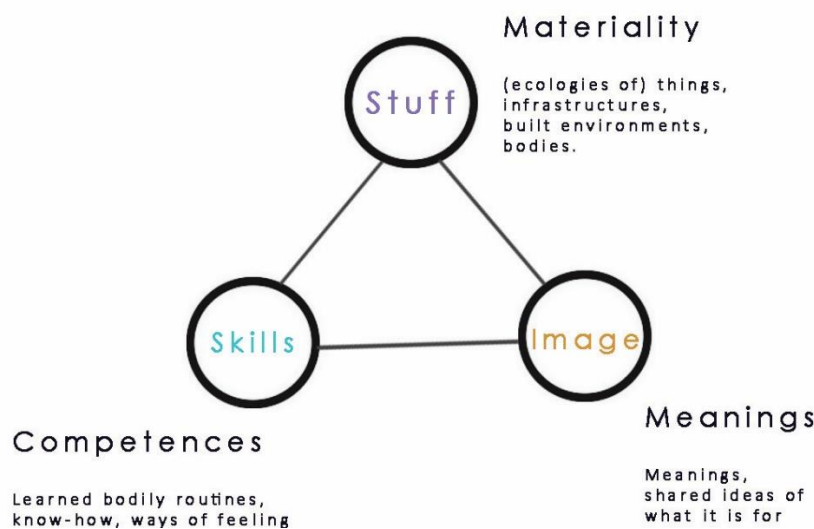 Materiality
Stuff
(ecologies of) things,
infrastructures,
built environments,
bodies.
Skills
Image
Competences
Learned bodily routines,
know-how, ways of feeling
Meanings
Meanings,
shared ideas of
what it is for